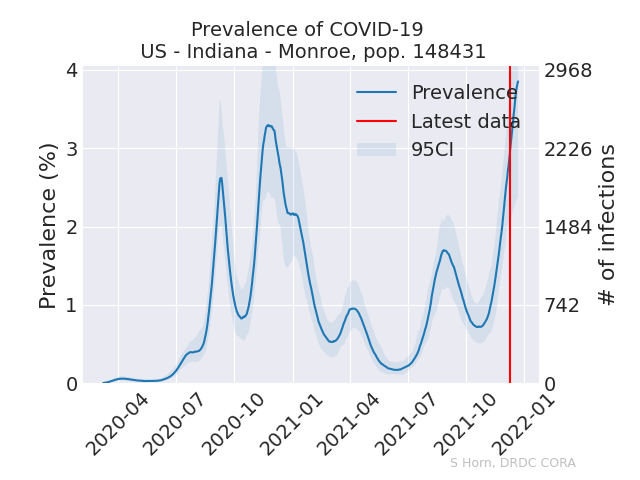 Prevalence of COVID-19
US - Indiana - Monroe, pop. 148431
Prevalence (%)
4
3
2
1
0
Prevalence
Latest data
95CI
2968
2226
1484
742
0
# of infections
2020-04
2020-07
2020-10
2021-01
2021-04
2021-07
2021-10
2022-01
S Horn, DRDC CORA